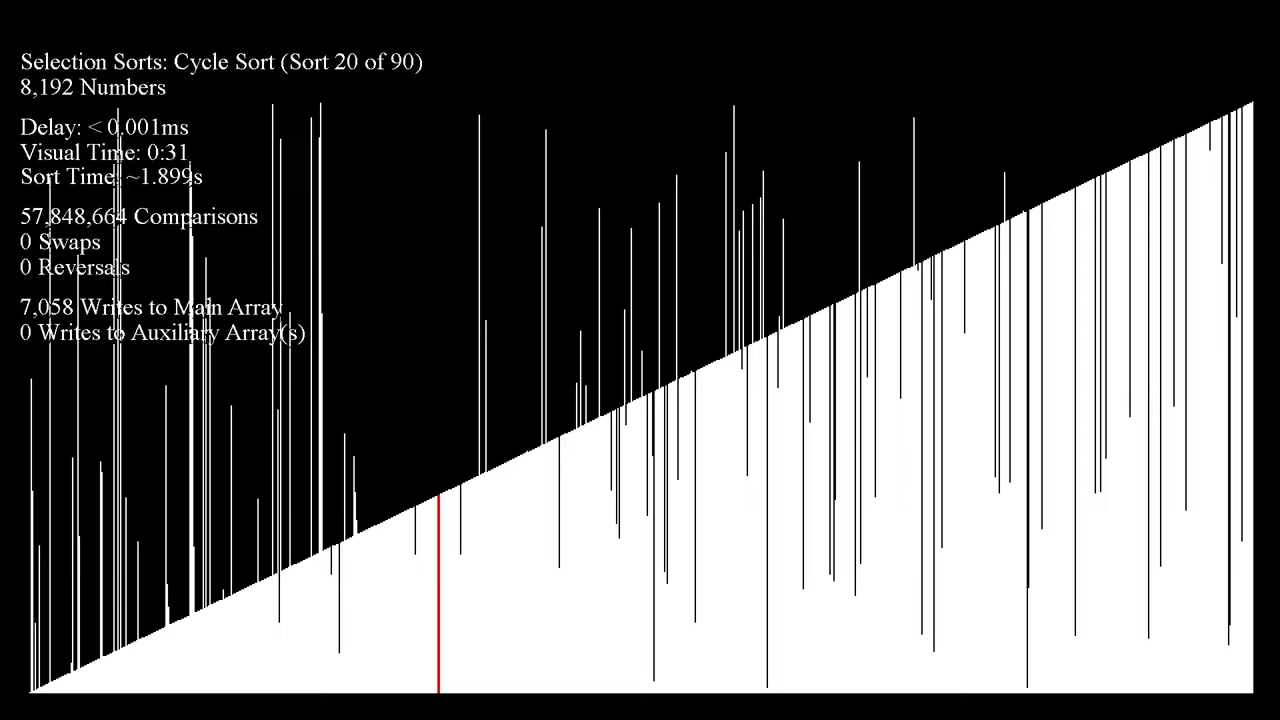 Selection Sorts: Cycle Sort (Sort 20 of 90)
8,192 Numbers
Delay: < 0.001ms
Visual Time: 0:31
Sort Time: ~1.899s
57,848,664 Comparisons
0 Swaps
0 Reversals
7,058 Writes to Main Array
0 Writes to Auxiliary Array(s)